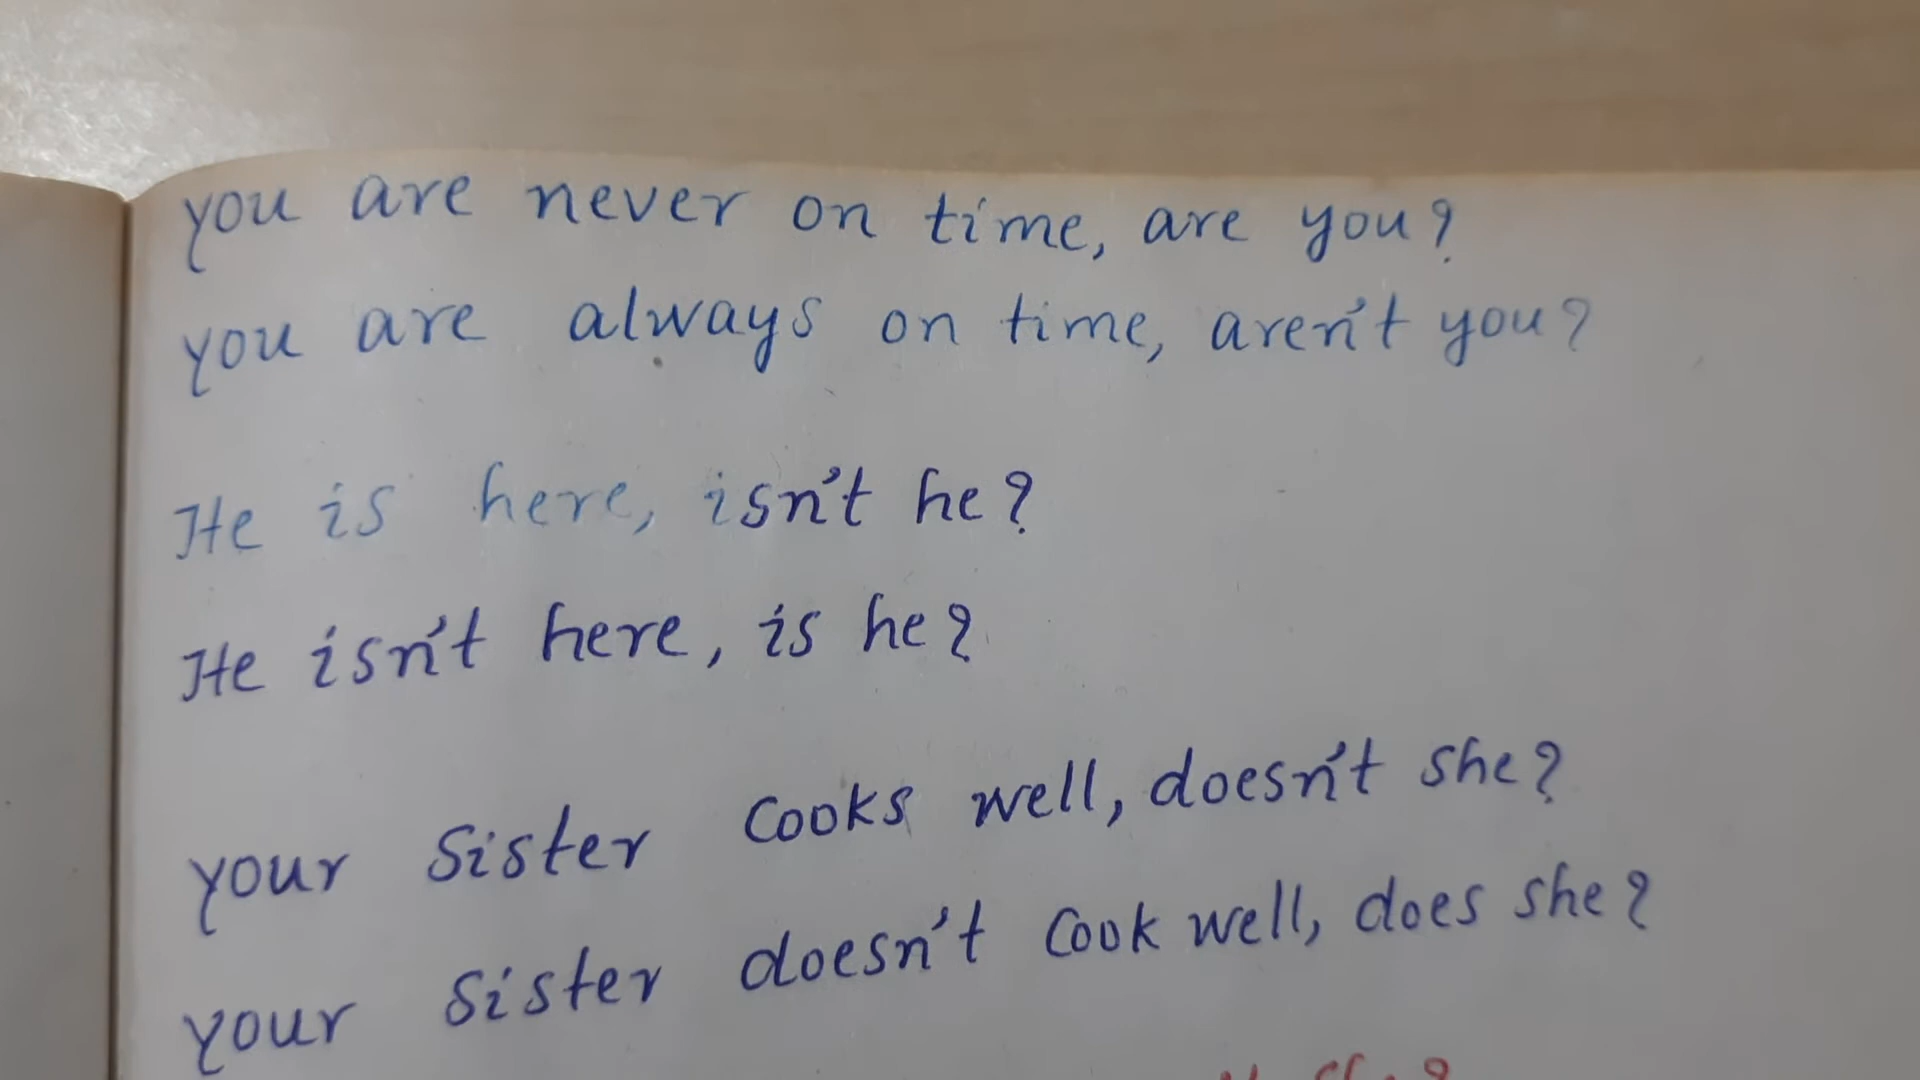 you are never on time, are you?
you are always on time, aren't you?
He is here, isn't he?
He isn't here, is he?
your sister cooks well, doesn't she?
your sister doesn't cook well, does she?